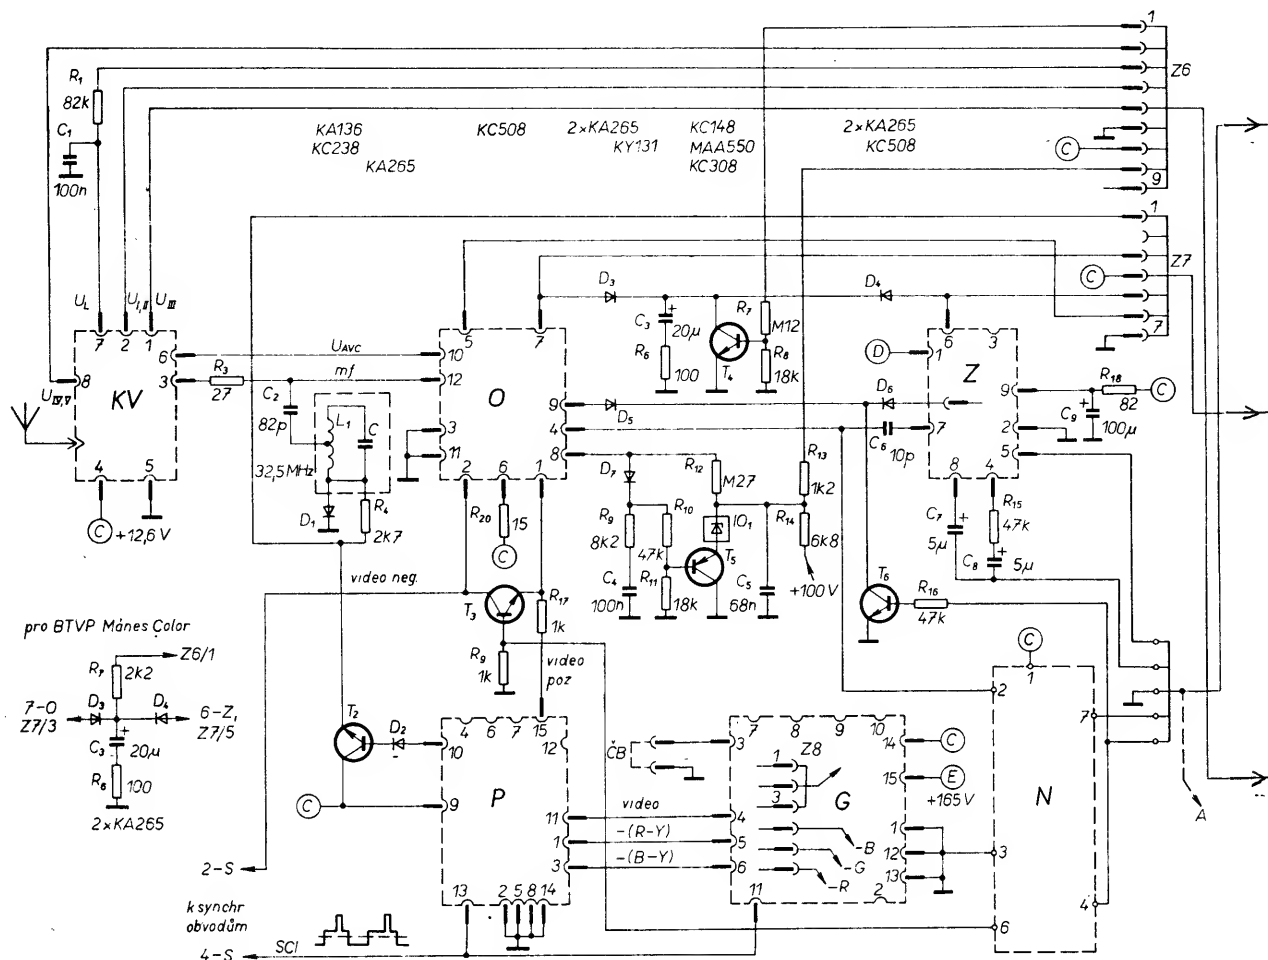 1
Z6
R1
82k
C1
100n
KA136
KC238
KA265
KC508
2xKA265
KY131
KC148
MAA550
KC308
2xKA265
KC508
C
9
1
Z7
C
7
UL
UI,II
UIII
7
2
1
6
3
8
KV
4
5
UIV,V
C
+12,6 V
UAVC
mf
R3
27
C2
82p
L1
C
32,5 MHz
D1
R4
2k7
5
7
10
12
O
3
11
9
4
8
2
6
1
R20
15
C
D3
C3
+
20µ
R6
100
T4
R7
M12
R8
18k
D4
D
6
3
1
Z
9
2
7
5
8
4
R18
82
C
C9
+
100µ
D5
D6
C6
10p
D7
R12
M27
R13
1k2
R9
8k2
R10
47k
IO1
R14
6k8
T5
C4
100n
R11
18k
C5
68n
+100V
C7
+
5µ
R15
47k
C8
+
5µ
T6
R16
47k
video neg.
T3
R17
1k
R9
1k
video
poz
pro BTVP Mánes Color
Z6/1
R7
2k2
7-O
Z7/3
D3
D4
6-Z,
Z7/5
C3
+
20µ
R6
100
2xKA265
T2
D2
C
4
6
7
15
10
12
9
P
11
1
3
13
2 5 8 14
ČB
7
8
9
10
3
Z8
14
C
1
15
E
+165V
3
G
video
4
-(R-Y)
5
-(B-Y)
6
-B
-G
-R
1
12
13
11
2
C
1
2
N
7
3
4
6
A
2-S
k synchr
obvodům
4-S
SCI